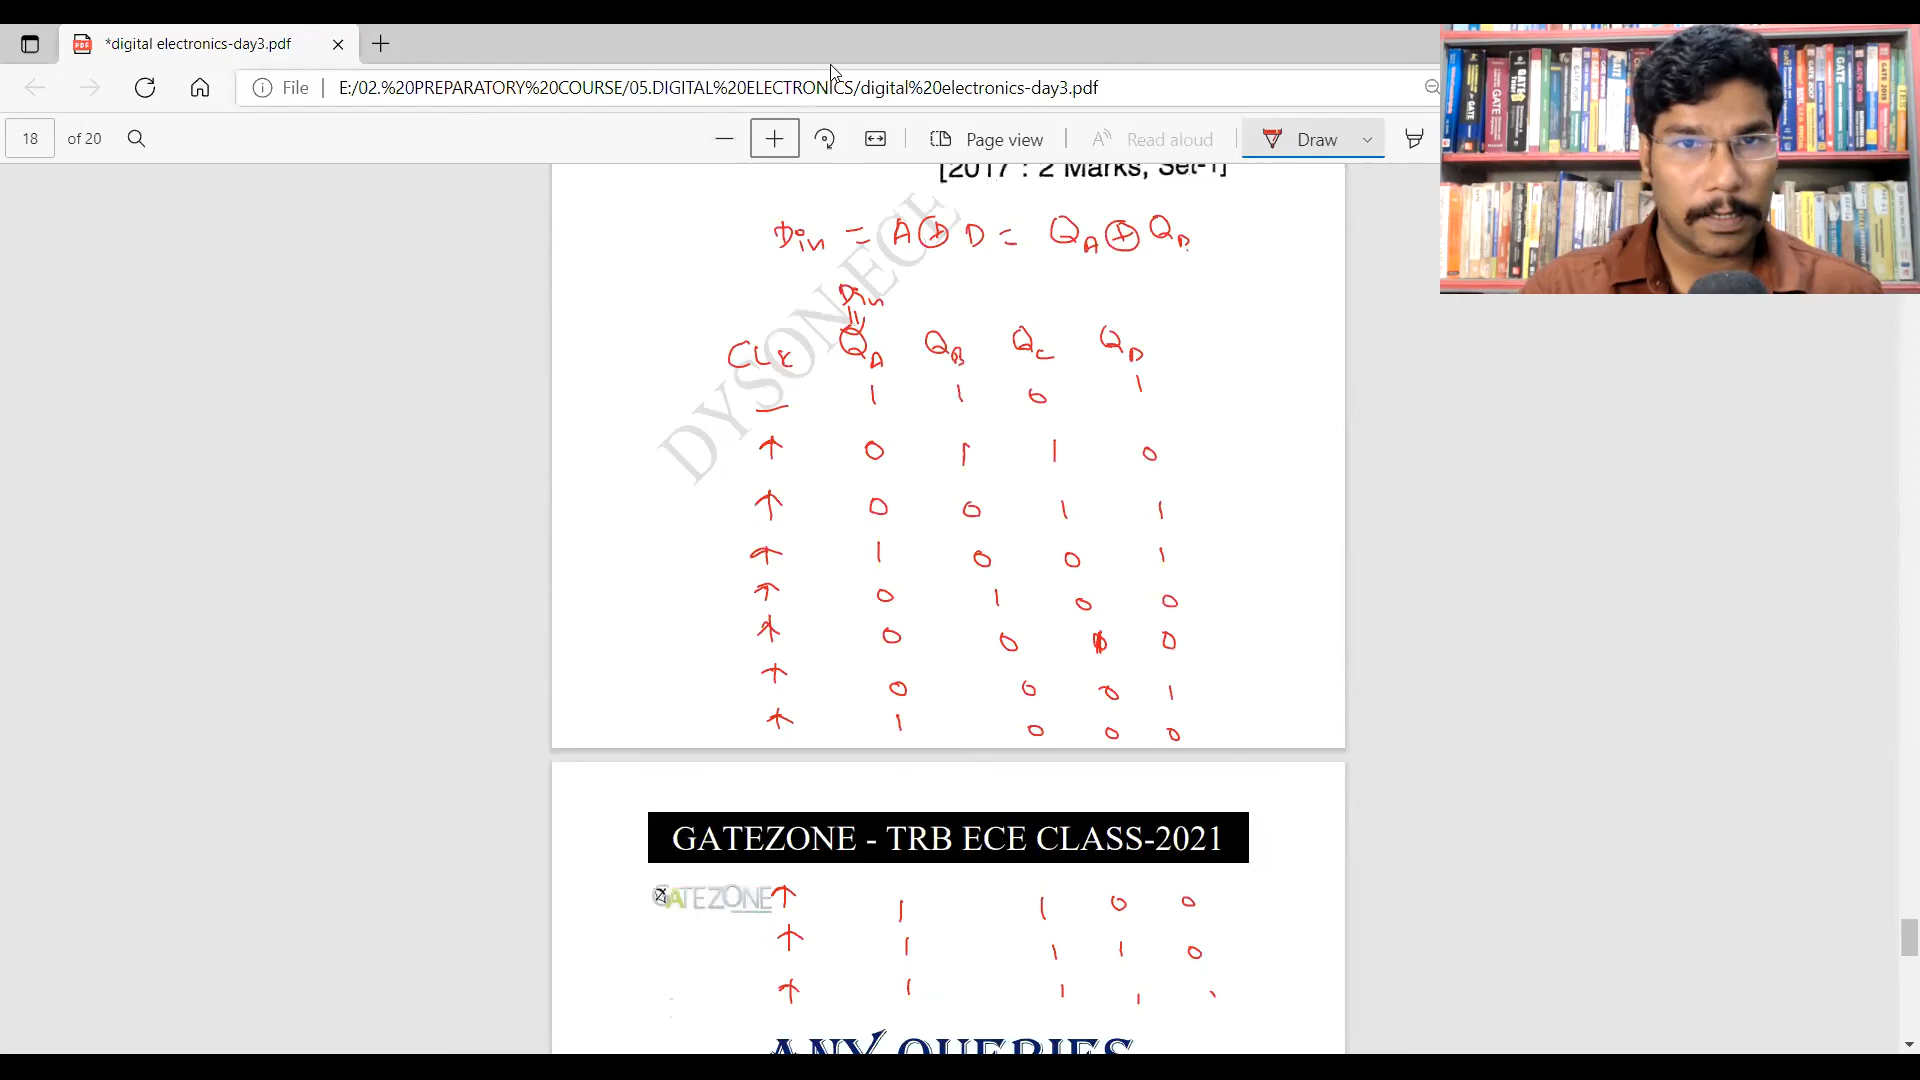 *digital electronics-day3.pdf
File E:/02.%20PREPARATORY%20COURSE/05.DIGITAL%20ELECTRONICS/digital%20electronics-day3.pdf
18 of 20 Page view Read aloud Draw
[2017 : 2 Marks, Set-1]
Din = A ⊕ D = QA ⊕ QD
DYSON ECE
Din
CLK QA QB QC QD
1 1 0 1
↑ 0 1 1 0
↑ 0 0 1 1
↑ 1 0 0 1
↑ 0 1 0 0
↑ 0 0 0
↑ 0 0 0 1
↑ 1 0 0 0
GATEZONE - TRB ECE CLASS-2021
GATEZONE
↑ 1 1 0 0
↑ 1 1 1 0
↑ 1 1 1
ANY QUERIES